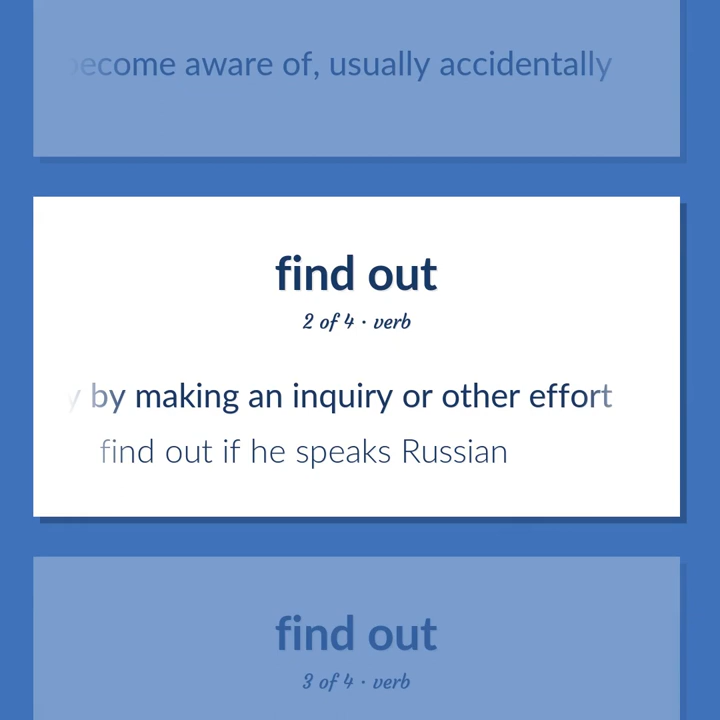 become aware of, usually accidentally
find out
2 of 4 · verb
by making an inquiry or other effort
find out if he speaks Russian
find out
3 of 4 · verb